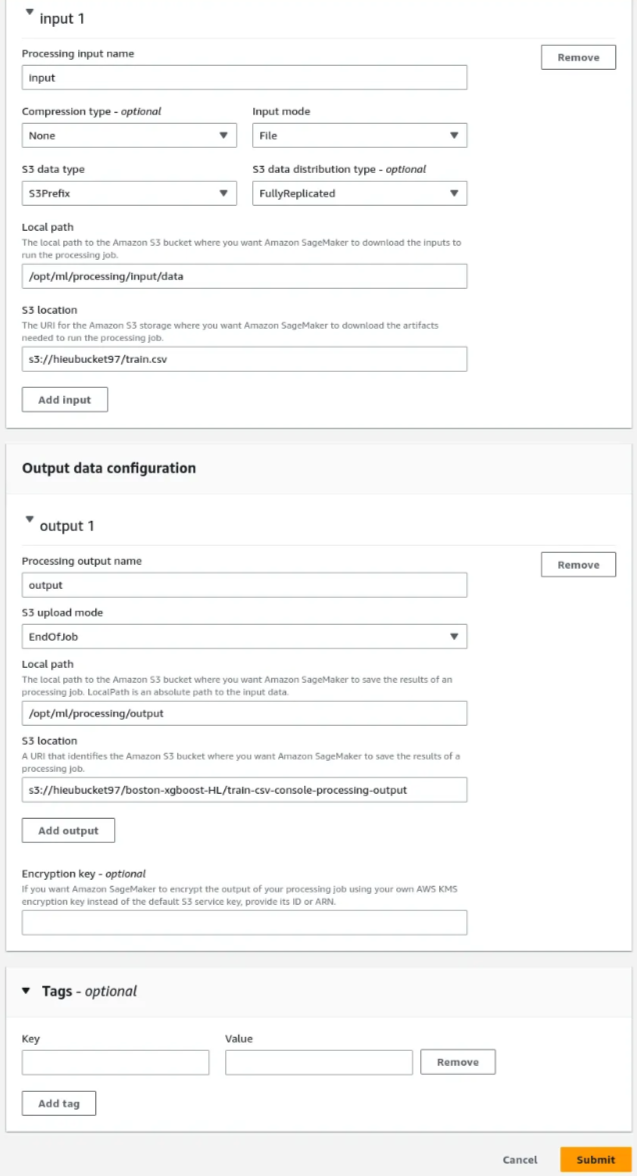 input 1
Processing input name
Remove
input
Compression type - optional
Input mode
None
File
S3 data type
S3 data distribution type - optional
S3Prefix
FullyReplicated
Local path
The local path to the Amazon S3 bucket where you want Amazon SageMaker to download the inputs to
run the processing job.
/opt/ml/processing/input/data
S3 location
The URI for the Amazon S3 storage where you want Amazon SageMaker to download the artifacts
needed to run the processing job.
s3://hieubucket97/train.csv
Add input
Output data configuration
output 1
Processing output name
Remove
output
S3 upload mode
EndOfJob
Local path
The local path to the Amazon S3 bucket where you want Amazon SageMaker to save the results of an
processing job. LocalPath is an absolute path to the input data.
/opt/ml/processing/output
S3 location
A URI that identifies the Amazon S3 bucket where you want Amazon SageMaker to save the results of a
processing job.
s3://hieubucket97/boston-xgboost-HL/train-csv-console-processing-output
Add output
Encryption key - optional
If you want Amazon SageMaker to encrypt the output of your processing job using your own AWS KMS
encryption key instead of the default S3 service key, provide its ID or ARN.
Tags - optional
Key
Value
Remove
Add tag
Cancel
Submit